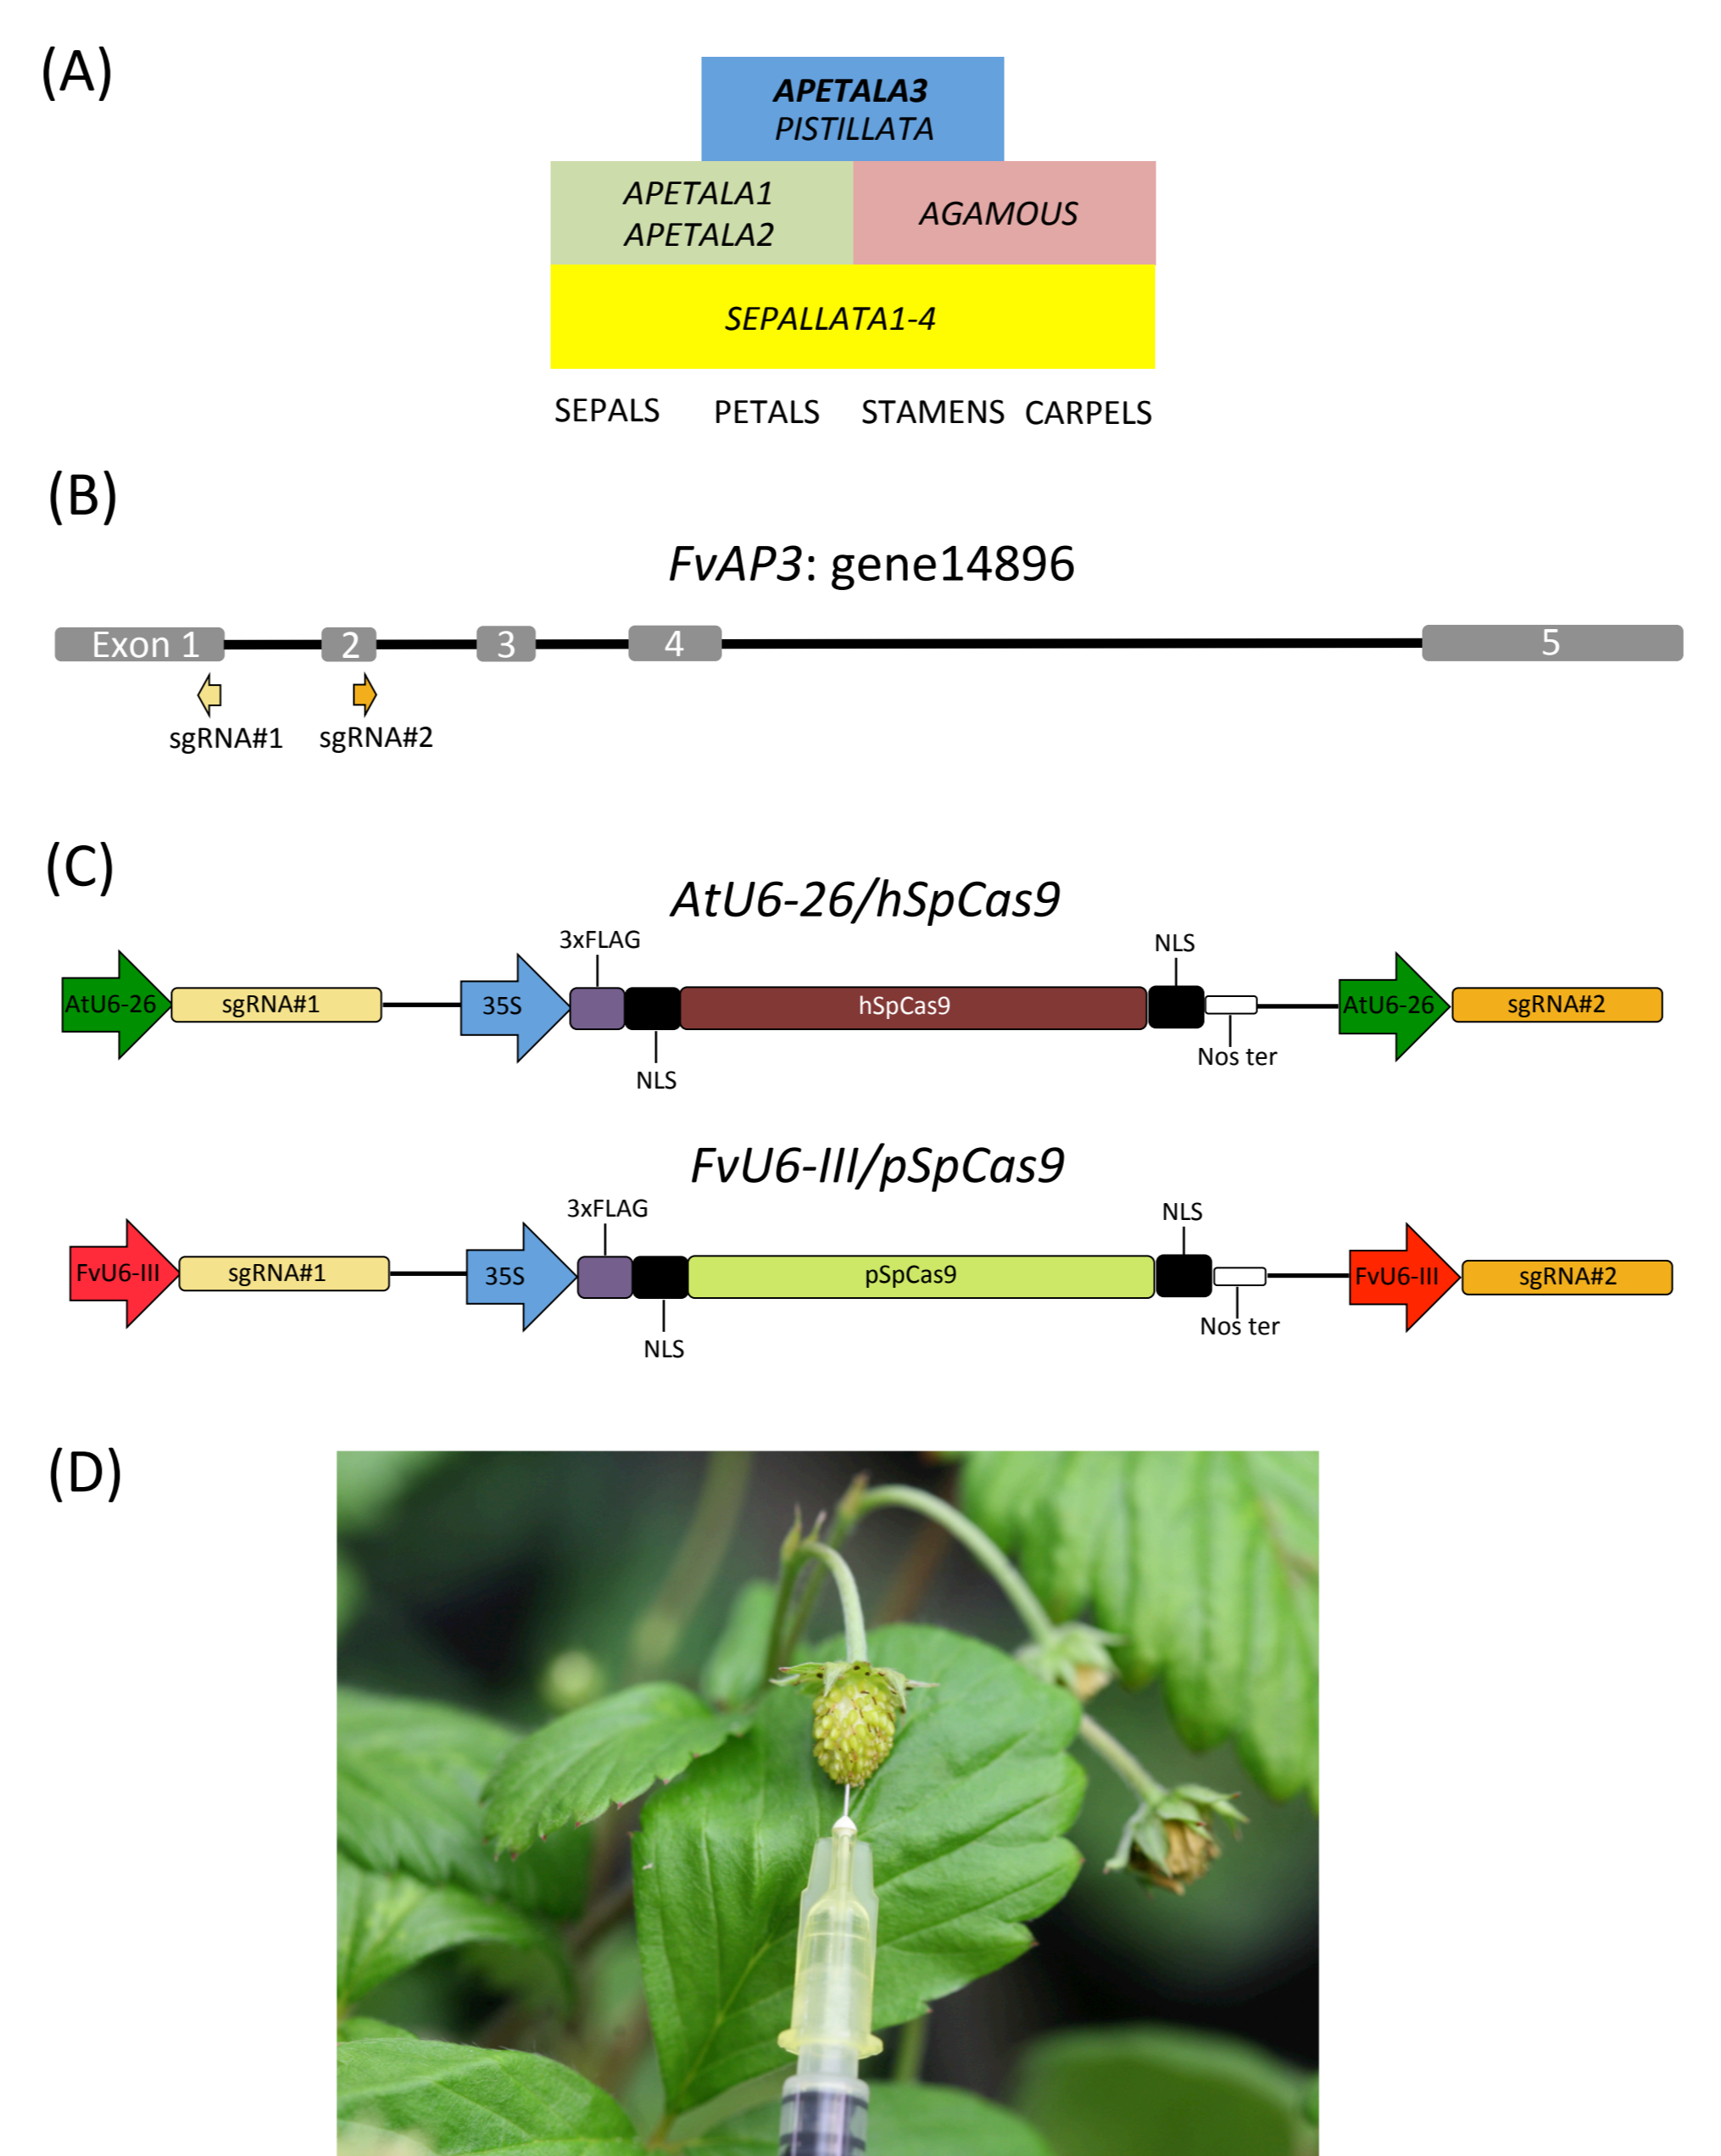 (A)
APETALA3
PISTILLATA
APETALA1
APETALA2
AGAMOUS
SEPALLATA1-4
SEPALS PETALS STAMENS CARPELS
(B)
FvAP3: gene14896
Exon 1 2 3 4 5
sgRNA#1 sgRNA#2
(C)
AtU6-26/hSpCas9
3xFLAG NLS
AtU6-26 sgRNA#1 35S hSpCas9 AtU6-26 sgRNA#2
NLS Nos ter
FvU6-III/pSpCas9
3xFLAG NLS
FvU6-III sgRNA#1 35S pSpCas9 FvU6-III sgRNA#2
NLS Nos ter
(D)